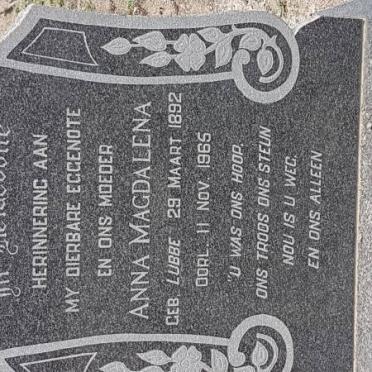 HERINNERING AAN
MY DIERBARE EGGENOTE
EN ONS MOEDER
ANNA MAGDALENA
GEB. LUBBE 29 MAART 1892
OORL. 11 NOV. 1965
"U WAS ONS HOOP,
ONS TROOS ONS STEUN
NOU IS U WEG,
EN ONS ALLEEN